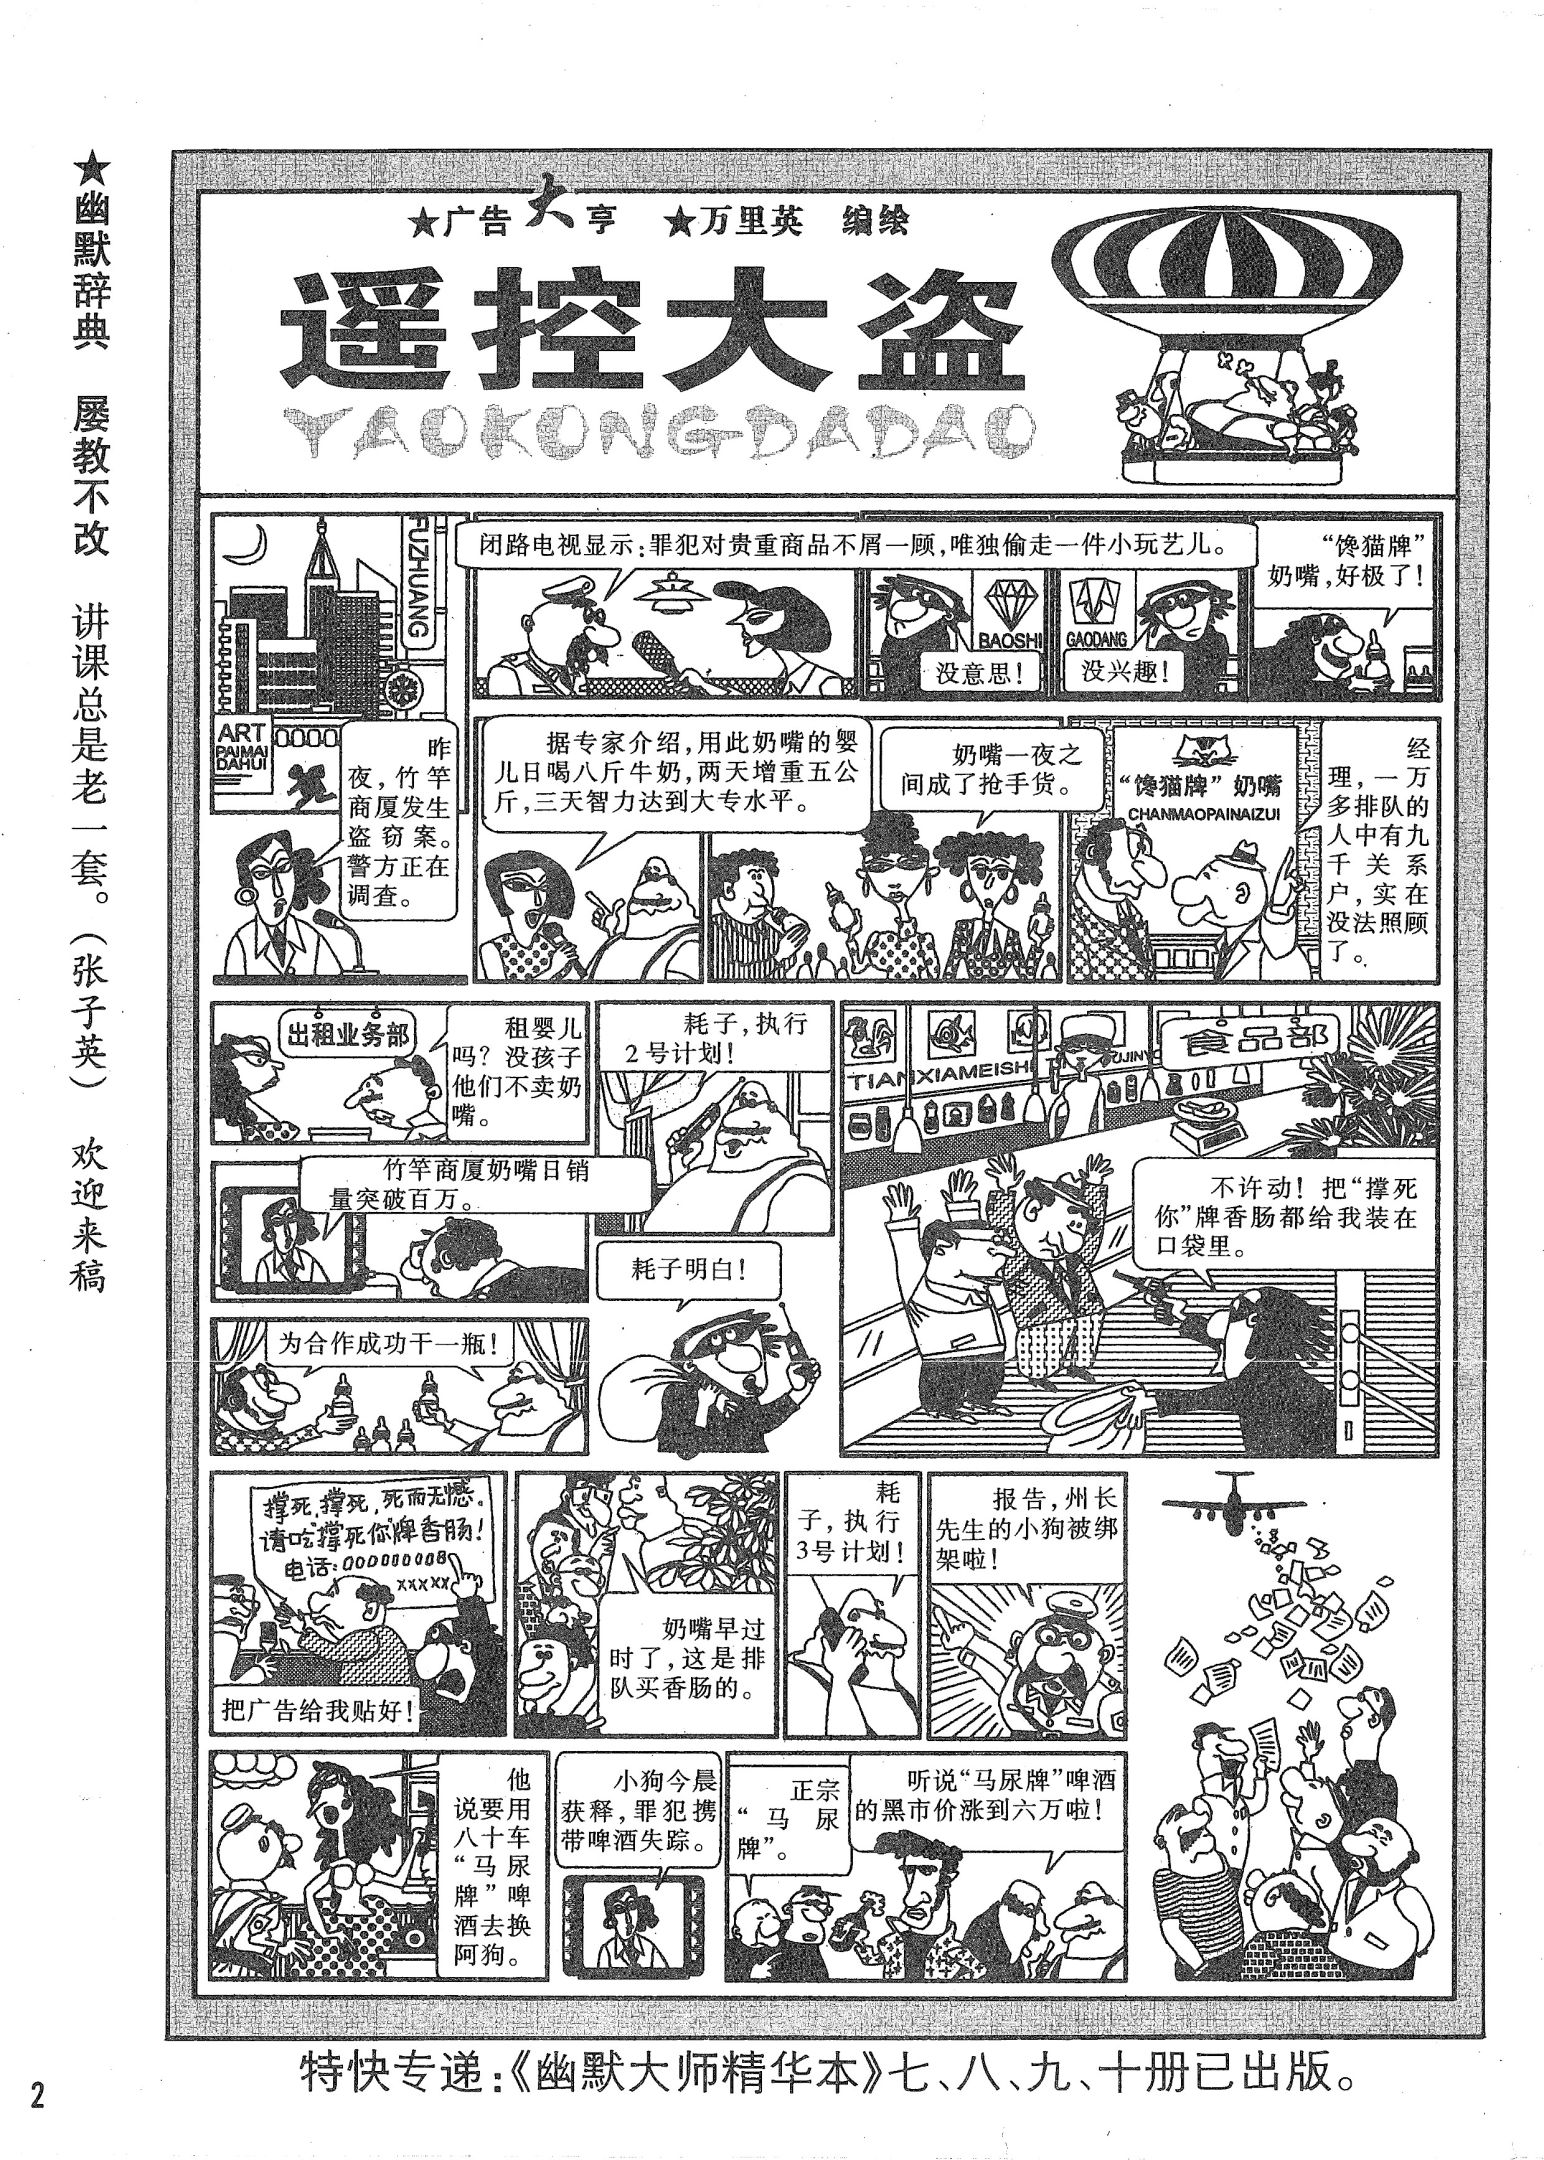 ★幽默辞典 屡教不改 讲课总是老一套。(张子英) 欢迎来稿
★广告大亨 ★万里英 编绘
遥控大盗
YAOKONGDADAO
FUZHUANG
ART
PAIMAI
DAHUI
昨
夜,竹竿
商厦发生
盗窃案。
警方正在
调查。
闭路电视显示:罪犯对贵重商品不屑一顾,唯独偷走一件小玩艺儿。
BAOSHI
没意思!
GAODANG
没兴趣!
“馋猫牌”
奶嘴,好极了!
据专家介绍,用此奶嘴的婴
儿日喝八斤牛奶,两天增重五公
斤,三天智力达到大专水平。
奶嘴一夜之
间成了抢手货。
“馋猫牌”奶嘴
CHANMAOPAINAIZUI
经
理,一万
多排队的
人中有九
千关系
户,实在
没法照顾
了。
出租业务部
租婴儿
吗?没孩子
他们不卖奶
嘴。
竹竿商厦奶嘴日销
量突破百万。
为合作成功干一瓶!
耗子,执行
2号计划!
耗子明白!
TIANXIAMEISHI
食品部
不许动!把“撑死
你”牌香肠都给我装在
口袋里。
撑死,撑死,死而无憾。
请吃“撑死你”牌香肠!
电话:000000008
XXXXX
把广告给我贴好!
奶嘴早过
时了,这是排
队买香肠的。
耗
子,执行
3号计划!
报告,州长
先生的小狗被绑
架啦!
他
说要用
八十车
“马尿
牌”啤
酒去换
阿狗。
小狗今晨
获释,罪犯携
带啤酒失踪。
正宗
“马尿
牌”。
听说“马尿牌”啤酒
的黑市价涨到六万啦!
特快专递:《幽默大师精华本》七、八、九、十册已出版。
2